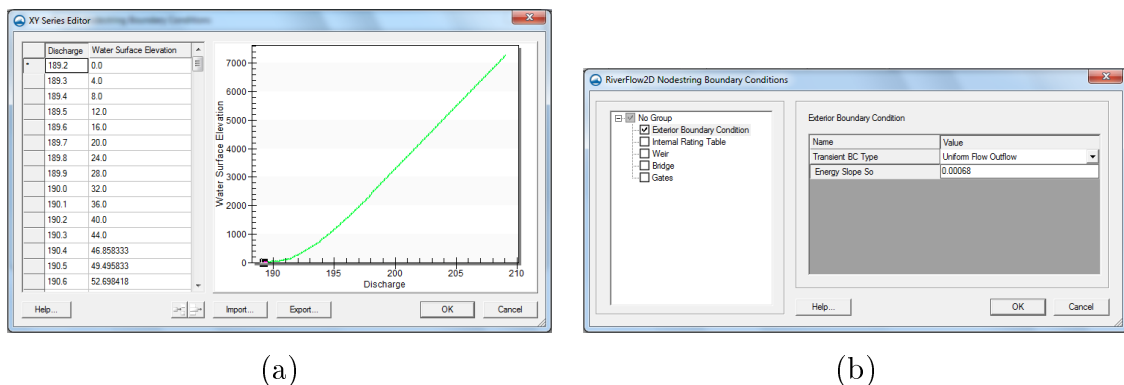 XY Series Editor
Discharge Water Surface Elevation
* 189.2 0.0
189.3 4.0
189.4 8.0
189.5 12.0
189.6 16.0
189.7 20.0
189.8 24.0
189.9 28.0
190.0 32.0
190.1 36.0
190.2 40.0
190.3 44.0
190.4 46.858333
190.5 49.495833
190.6 52.698418
Water Surface Elevation
7000
6000
5000
4000
3000
2000
1000
0
190 195 200 205 210
Discharge
Help... Import... Export... OK Cancel
(a)
RiverFlow2D Nodestring Boundary Conditions
No Group
Exterior Boundary Condition
Internal Rating Table
Weir
Bridge
Gates
Exterior Boundary Condition
Name Value
Transient BC Type Uniform Flow Outflow
Energy Slope So 0.00068
Help... OK Cancel
(b)